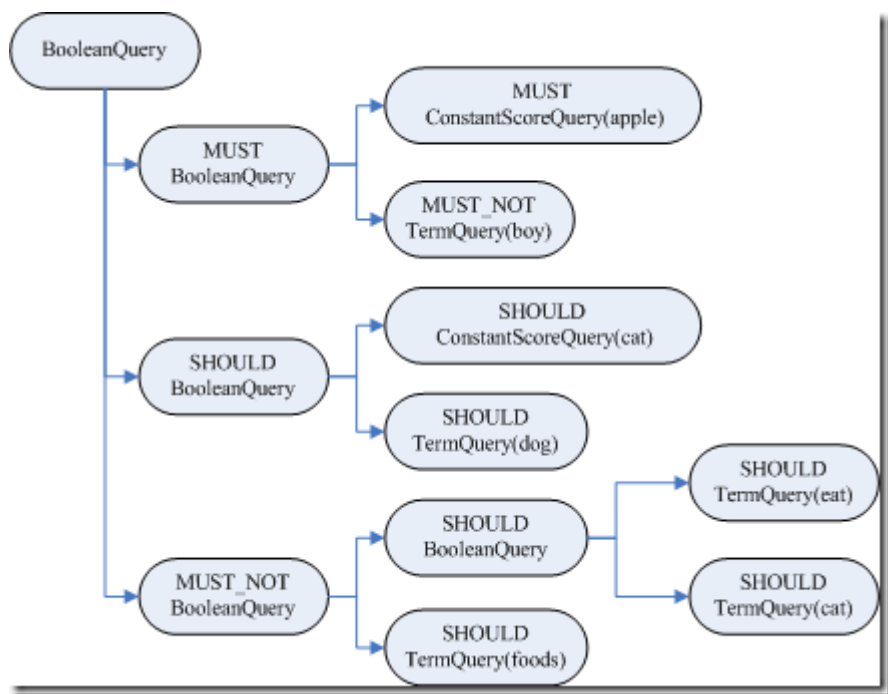 BooleanQuery
MUST
ConstantScoreQuery(apple)
MUST
BooleanQuery
MUST_NOT
TermQuery(boy)
SHOULD
ConstantScoreQuery(cat)
SHOULD
BooleanQuery
SHOULD
TermQuery(dog)
SHOULD
TermQuery(eat)
SHOULD
BooleanQuery
MUST_NOT
BooleanQuery
SHOULD
TermQuery(cat)
SHOULD
TermQuery(foods)